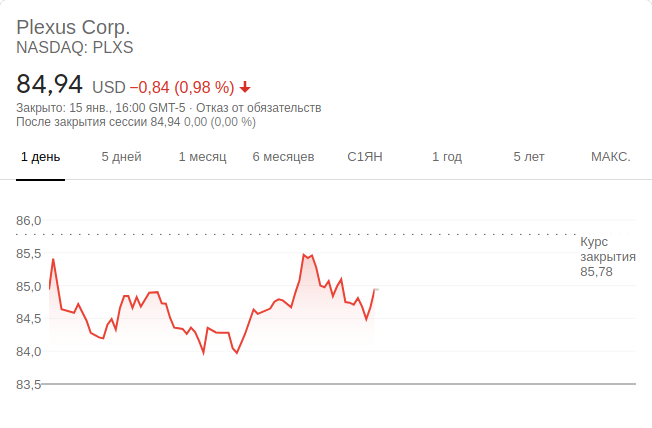 Plexus Corp.
NASDAQ: PLXS
84,94 USD −0,84 (0,98 %)
Закрыто: 15 янв., 16:00 GMT-5 · Отказ от обязательств
После закрытия сессии 84,94 0,00 (0,00 %)
1 день 5 дней 1 месяц 6 месяцев С1ЯН 1 год 5 лет МАКС.
86,0
85,5
85,0
84,5
84,0
83,5
Курс
закрытия
85,78